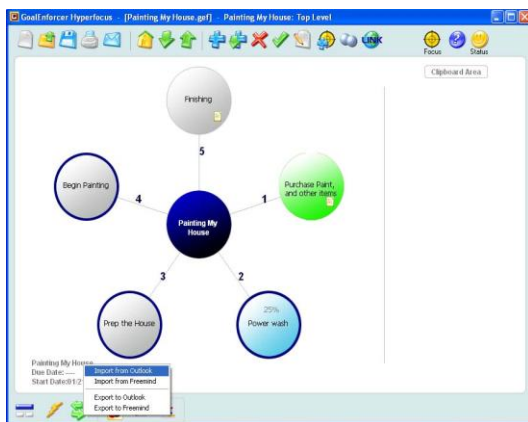 GoalEnforcer Hyperfocus - [Painting My House.gef] - Painting My House: Top Level
LINK
Focus
Status
Clipboard Area
Finishing
5
Begin Painting
4
1
Purchase Paint,
and other items
Painting My
House
3
2
Prep the House
25%
Power wash
Painting My House
Due Date: ----
Start Date:01/2
Import from Outlook
Import from Freemind
Export to Outlook
Export to Freemind